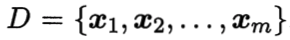 D = {x₁, x₂, ..., xₘ}